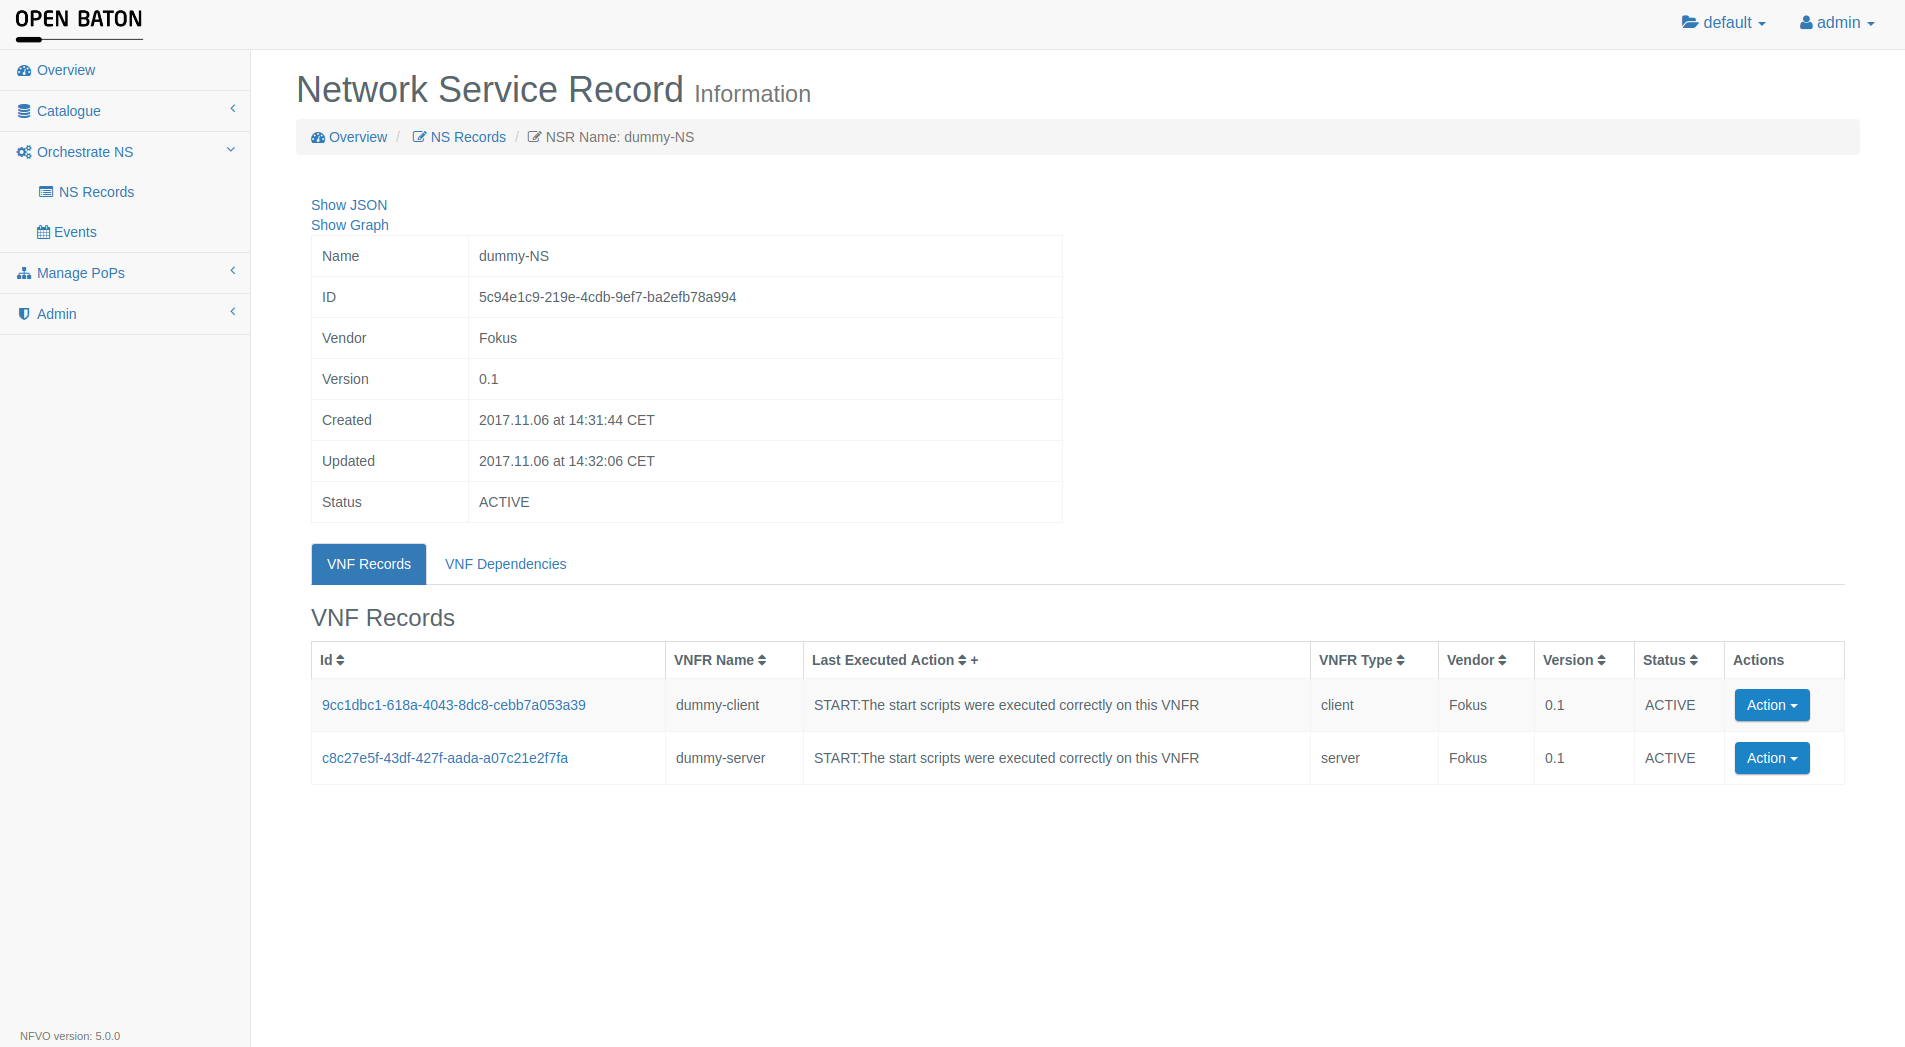 OPEN BATON
default
admin
Overview
Catalogue
Orchestrate NS
NS Records
Events
Manage PoPs
Admin
NFVO version: 5.0.0
Network Service Record Information
Overview / NS Records / NSR Name: dummy-NS
Show JSON
Show Graph
Name dummy-NS
ID 5c94e1c9-219e-4cdb-9ef7-ba2efb78a994
Vendor Fokus
Version 0.1
Created 2017.11.06 at 14:31:44 CET
Updated 2017.11.06 at 14:32:06 CET
Status ACTIVE
VNF Records VNF Dependencies
VNF Records
Id VNFR Name Last Executed Action + VNFR Type Vendor Version Status Actions
9cc1dbc1-618a-4043-8dc8-cebb7a053a39 dummy-client START:The start scripts were executed correctly on this VNFR client Fokus 0.1 ACTIVE Action
c8c27e5f-43df-427f-aada-a07c21e2f7fa dummy-server START:The start scripts were executed correctly on this VNFR server Fokus 0.1 ACTIVE Action